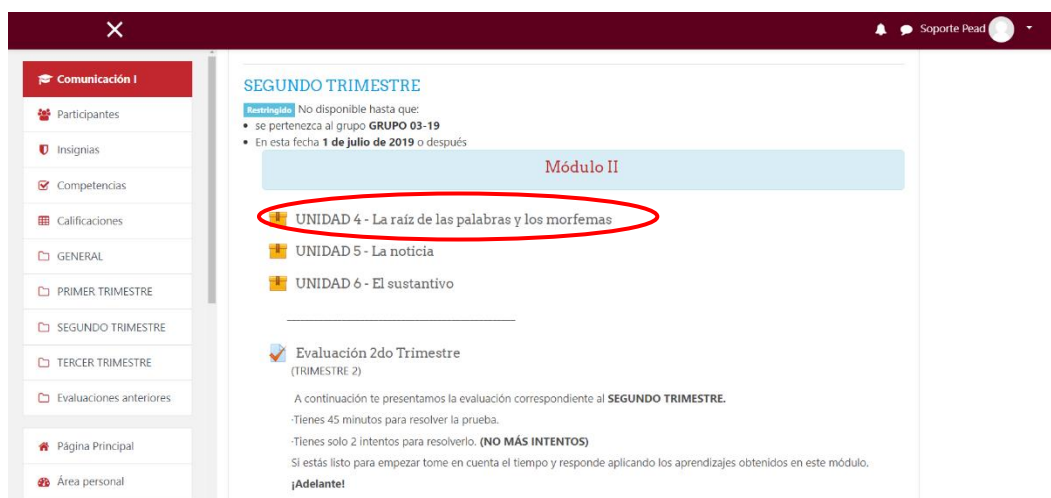 Soporte Pead
Comunicación I
Participantes
Insignias
Competencias
Calificaciones
GENERAL
PRIMER TRIMESTRE
SEGUNDO TRIMESTRE
TERCER TRIMESTRE
Evaluaciones anteriores
Página Principal
Área personal
SEGUNDO TRIMESTRE
Restringido No disponible hasta que:
• se pertenezca al grupo GRUPO 03-19
• En esta fecha 1 de julio de 2019 o después
Módulo II
UNIDAD 4 - La raíz de las palabras y los morfemas
UNIDAD 5 - La noticia
UNIDAD 6 - El sustantivo
Evaluación 2do Trimestre
(TRIMESTRE 2)
A continuación te presentamos la evaluación correspondiente al SEGUNDO TRIMESTRE.
-Tienes 45 minutos para resolver la prueba.
-Tienes solo 2 intentos para resolverlo. (NO MÁS INTENTOS)
Si estás listo para empezar tome en cuenta el tiempo y responde aplicando los aprendizajes obtenidos en este módulo.
¡Adelante!